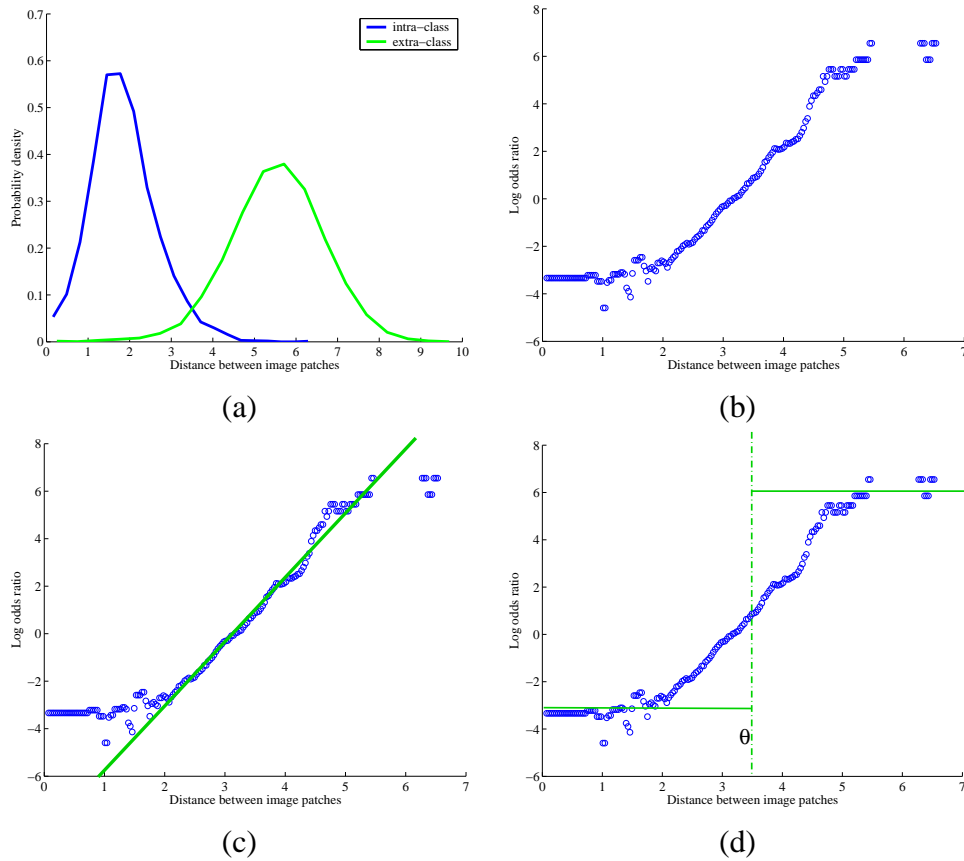 0.7
intra−class
extra−class
0.6
0.5
0.4
0.3
0.2
0.1
0
Probability density
0 1 2 3 4 5 6 7 8 9 10
Distance between image patches
(a)
8
6
4
2
0
−2
−4
−6
Log odds ratio
0 1 2 3 4 5 6 7
Distance between image patches
(b)
8
6
4
2
0
−2
−4
−6
Log odds ratio
0 1 2 3 4 5 6 7
Distance between image patches
(c)
8
6
4
2
0
−2
−4
−6
Log odds ratio
θ
0 1 2 3 4 5 6 7
Distance between image patches
(d)